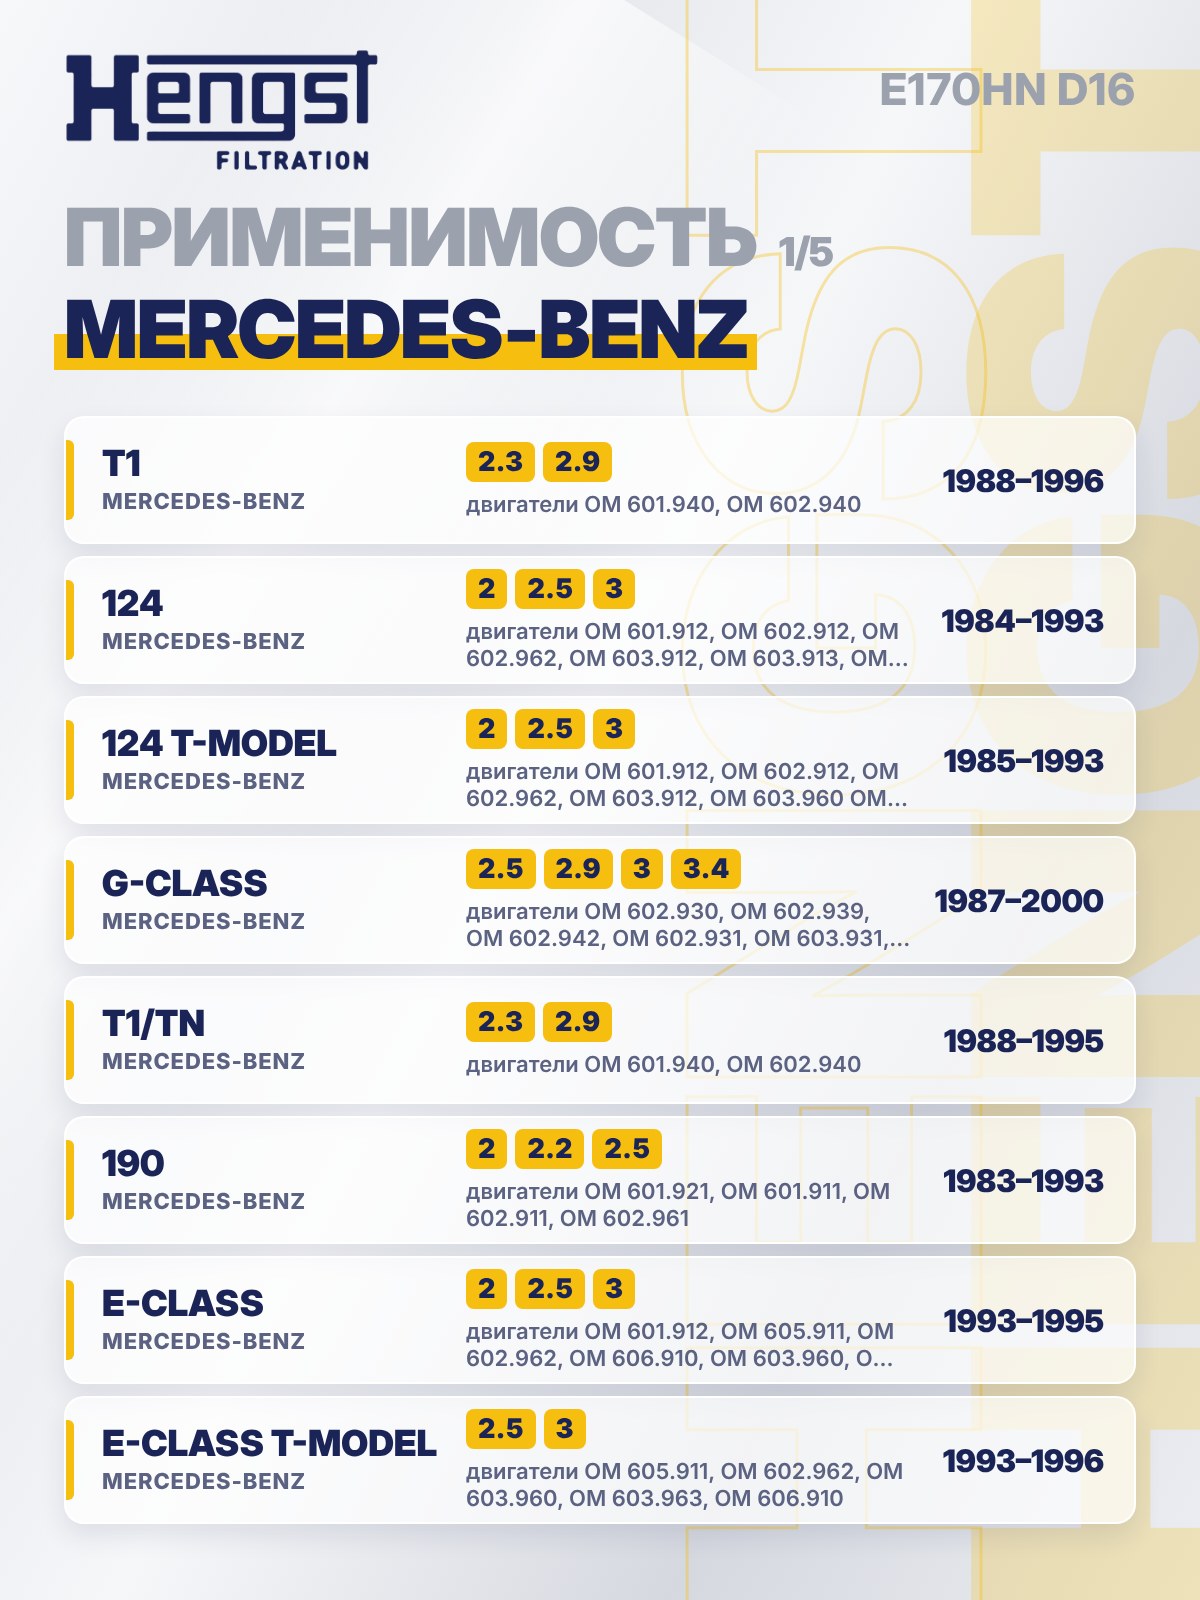 Hengst
FILTRATION
E170HN D16
ПРИМЕНИМОСТЬ 1/5
MERCEDES-BENZ
T1
MERCEDES-BENZ
2.3 2.9
двигатели OM 601.940, OM 602.940
1988–1996
124
MERCEDES-BENZ
2 2.5 3
двигатели OM 601.912, OM 602.912, OM
602.962, OM 603.912, OM 603.913, OM...
1984–1993
124 T-MODEL
MERCEDES-BENZ
2 2.5 3
двигатели OM 601.912, OM 602.912, OM
602.962, OM 603.912, OM 603.960 OM...
1985–1993
G-CLASS
MERCEDES-BENZ
2.5 2.9 3 3.4
двигатели OM 602.930, OM 602.939,
OM 602.942, OM 602.931, OM 603.931,...
1987–2000
T1/TN
MERCEDES-BENZ
2.3 2.9
двигатели OM 601.940, OM 602.940
1988–1995
190
MERCEDES-BENZ
2 2.2 2.5
двигатели OM 601.921, OM 601.911, OM
602.911, OM 602.961
1983–1993
E-CLASS
MERCEDES-BENZ
2 2.5 3
двигатели OM 601.912, OM 605.911, OM
602.962, OM 606.910, OM 603.960, O...
1993–1995
E-CLASS T-MODEL
MERCEDES-BENZ
2.5 3
двигатели OM 605.911, OM 602.962, OM
603.960, OM 603.963, OM 606.910
1993–1996
HENGST
HENGST